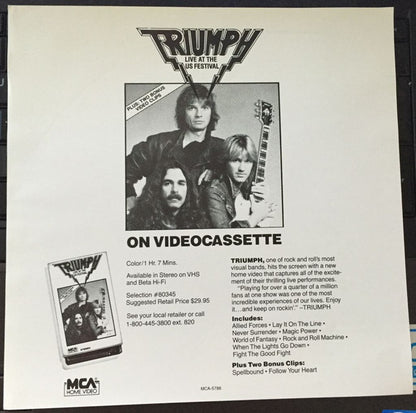 TRIUMPH
LIVE AT THE
US FESTIVAL
PLUS: TWO BONUS
VIDEO CLIPS
ON VIDEOCASSETTE
Color/1 Hr. 7 Mins.
Available in Stereo on VHS
and Beta Hi-Fi
Selection #80345
Suggested Retail Price $29.95
See your local retailer or call
1-800-445-3800 ext. 820
TRIUMPH, one of rock and roll's most
visual bands, hits the screen with a new
home video that captures all of the excite-
ment of their thrilling live performances.
"Playing for over a quarter of a million
fans at one show was one of the most
incredible experiences of our lives. Enjoy
it...and keep on rockin'." –TRIUMPH
Includes:
Allied Forces • Lay It On The Line •
Never Surrender • Magic Power •
World of Fantasy • Rock and Roll Machine •
When The Lights Go Down •
Fight The Good Fight
Plus Two Bonus Clips:
Spellbound • Follow Your Heart
TRIUMPH
MCA
MCA
HOME VIDEO
MCA-5786